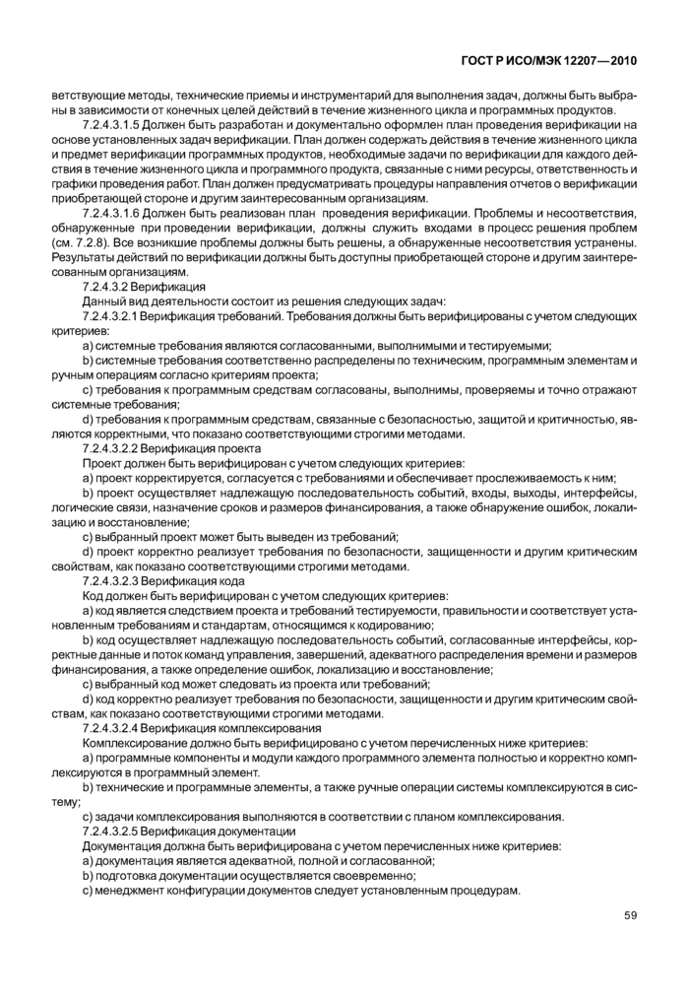 ГОСТ Р ИСО/МЭК 12207—2010
ветствующие методы, технические приемы и инструментарий для выполнения задач, должны быть выбра-
ны в зависимости от конечных целей действий в течение жизненного цикла и программных продуктов.
7.2.4.3.1.5 Должен быть разработан и документально оформлен план проведения верификации на
основе установленных задач верификации. План должен содержать действия в течение жизненного цикла
и предмет верификации программных продуктов, необходимые задачи по верификации для каждого дей-
ствия в течение жизненного цикла и программного продукта, связанные с ними ресурсы, ответственность и
графики проведения работ. План должен предусматривать процедуры направления отчетов о верификации
приобретающей стороне и другим заинтересованным организациям.
7.2.4.3.1.6 Должен быть реализован план проведения верификации. Проблемы и несоответствия,
обнаруженные при проведении верификации, должны служить входами в процесс решения проблем
(см. 7.2.8). Все возникшие проблемы должны быть решены, а обнаруженные несоответствия устранены.
Результаты действий по верификации должны быть доступны приобретающей стороне и другим заинтере-
сованным организациям.
7.2.4.3.2 Верификация
Данный вид деятельности состоит из решения следующих задач:
7.2.4.3.2.1 Верификация требований. Требования должны быть верифицированы с учетом следующих
критериев:
a) системные требования являются согласованными, выполнимыми и тестируемыми;
b) системные требования соответственно распределены по техническим, программным элементам и
ручным операциям согласно критериям проекта;
c) требования к программным средствам согласованы, выполнимы, проверяемы и точно отражают
системные требования;
d) требования к программным средствам, связанные с безопасностью, защитой и критичностью, яв-
ляются корректными, что показано соответствующими строгими методами.
7.2.4.3.2.2 Верификация проекта
Проект должен быть верифицирован с учетом следующих критериев:
a) проект корректируется, согласуется с требованиями и обеспечивает прослеживаемость к ним;
b) проект осуществляет надлежащую последовательность событий, входы, выходы, интерфейсы,
логические связи, назначение сроков и размеров финансирования, а также обнаружение ошибок, локали-
зацию и восстановление;
c) выбранный проект может быть выведен из требований;
d) проект корректно реализует требования по безопасности, защищенности и другим критическим
свойствам, как показано соответствующими строгими методами.
7.2.4.3.2.3 Верификация кода
Код должен быть верифицирован с учетом следующих критериев:
a) код является следствием проекта и требований тестируемости, правильности и соответствует уста-
новленным требованиям и стандартам, относящимся к кодированию;
b) код осуществляет надлежащую последовательность событий, согласованные интерфейсы, кор-
ректные данные и поток команд управления, завершений, адекватного распределения времени и размеров
финансирования, а также определение ошибок, локализацию и восстановление;
c) выбранный код может следовать из проекта или требований;
d) код корректно реализует требования по безопасности, защищенности и другим критическим свой-
ствам, как показано соответствующими строгими методами.
7.2.4.3.2.4 Верификация комплексирования
Комплексирование должно быть верифицировано с учетом перечисленных ниже критериев:
a) программные компоненты и модули каждого программного элемента полностью и корректно комп-
лексируются в программный элемент.
b) технические и программные элементы, а также ручные операции системы комплексируются в сис-
тему;
c) задачи комплексирования выполняются в соответствии с планом комплексирования.
7.2.4.3.2.5 Верификация документации
Документация должна быть верифицирована с учетом перечисленных ниже критериев:
a) документация является адекватной, полной и согласованной;
b) подготовка документации осуществляется своевременно;
c) менеджмент конфигурации документов следует установленным процедурам.
59